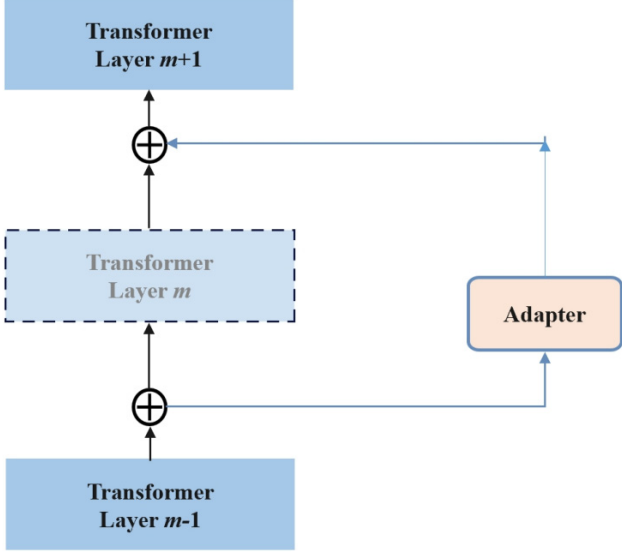 Transformer
Layer m+1
Transformer
Layer m
Adapter
Transformer
Layer m-1